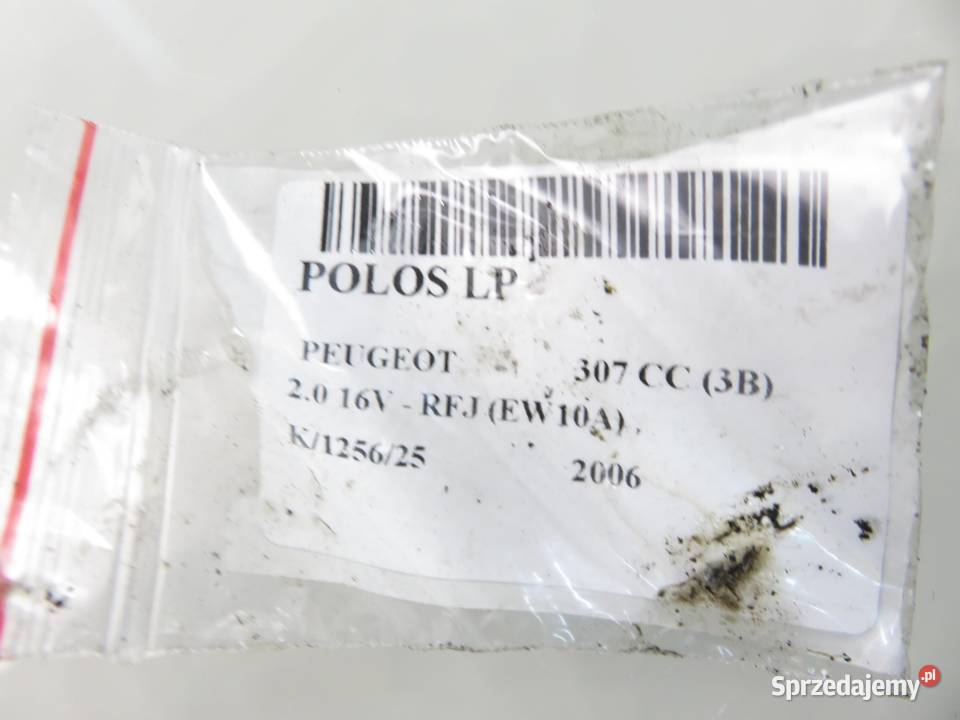 POLOS LP
PEUGEOT 307 CC (3B)
2.0 16V - RFJ (EW10A)
K/1256/25 2006
Sprzedajemy.pl